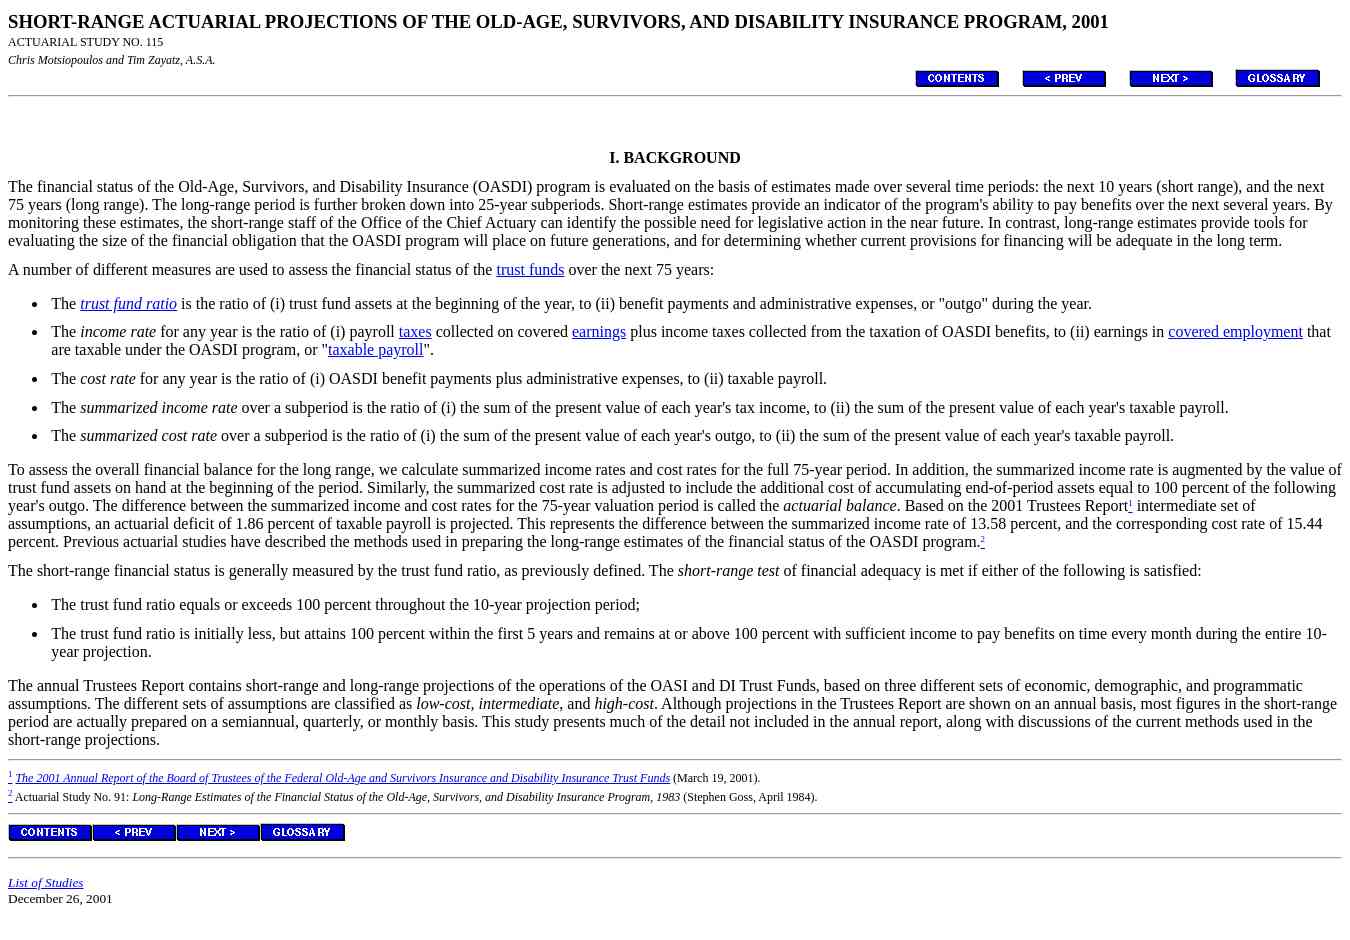 SHORT-RANGE ACTUARIAL PROJECTIONS OF THE OLD-AGE, SURVIVORS, AND DISABILITY INSURANCE PROGRAM, 2001
ACTUARIAL STUDY NO. 115
Chris Motsiopoulos and Tim Zayatz, A.S.A.
CONTENTS < PREV NEXT > GLOSSARY
I. BACKGROUND
The financial status of the Old-Age, Survivors, and Disability Insurance (OASDI) program is evaluated on the basis of estimates made over several time periods: the next 10 years (short range), and the next
75 years (long range). The long-range period is further broken down into 25-year subperiods. Short-range estimates provide an indicator of the program's ability to pay benefits over the next several years. By
monitoring these estimates, the short-range staff of the Office of the Chief Actuary can identify the possible need for legislative action in the near future. In contrast, long-range estimates provide tools for
evaluating the size of the financial obligation that the OASDI program will place on future generations, and for determining whether current provisions for financing will be adequate in the long term.
A number of different measures are used to assess the financial status of the trust funds over the next 75 years:
• The trust fund ratio is the ratio of (i) trust fund assets at the beginning of the year, to (ii) benefit payments and administrative expenses, or "outgo" during the year.
• The income rate for any year is the ratio of (i) payroll taxes collected on covered earnings plus income taxes collected from the taxation of OASDI benefits, to (ii) earnings in covered employment that
are taxable under the OASDI program, or "taxable payroll".
• The cost rate for any year is the ratio of (i) OASDI benefit payments plus administrative expenses, to (ii) taxable payroll.
• The summarized income rate over a subperiod is the ratio of (i) the sum of the present value of each year's tax income, to (ii) the sum of the present value of each year's taxable payroll.
• The summarized cost rate over a subperiod is the ratio of (i) the sum of the present value of each year's outgo, to (ii) the sum of the present value of each year's taxable payroll.
To assess the overall financial balance for the long range, we calculate summarized income rates and cost rates for the full 75-year period. In addition, the summarized income rate is augmented by the value of
trust fund assets on hand at the beginning of the period. Similarly, the summarized cost rate is adjusted to include the additional cost of accumulating end-of-period assets equal to 100 percent of the following
year's outgo. The difference between the summarized income and cost rates for the 75-year valuation period is called the actuarial balance. Based on the 2001 Trustees Report1 intermediate set of
assumptions, an actuarial deficit of 1.86 percent of taxable payroll is projected. This represents the difference between the summarized income rate of 13.58 percent, and the corresponding cost rate of 15.44
percent. Previous actuarial studies have described the methods used in preparing the long-range estimates of the financial status of the OASDI program.2
The short-range financial status is generally measured by the trust fund ratio, as previously defined. The short-range test of financial adequacy is met if either of the following is satisfied:
• The trust fund ratio equals or exceeds 100 percent throughout the 10-year projection period;
• The trust fund ratio is initially less, but attains 100 percent within the first 5 years and remains at or above 100 percent with sufficient income to pay benefits on time every month during the entire 10-
year projection.
The annual Trustees Report contains short-range and long-range projections of the operations of the OASI and DI Trust Funds, based on three different sets of economic, demographic, and programmatic
assumptions. The different sets of assumptions are classified as low-cost, intermediate, and high-cost. Although projections in the Trustees Report are shown on an annual basis, most figures in the short-range
period are actually prepared on a semiannual, quarterly, or monthly basis. This study presents much of the detail not included in the annual report, along with discussions of the current methods used in the
short-range projections.
1 The 2001 Annual Report of the Board of Trustees of the Federal Old-Age and Survivors Insurance and Disability Insurance Trust Funds (March 19, 2001).
2 Actuarial Study No. 91: Long-Range Estimates of the Financial Status of the Old-Age, Survivors, and Disability Insurance Program, 1983 (Stephen Goss, April 1984).
CONTENTS < PREV NEXT > GLOSSARY
List of Studies
December 26, 2001